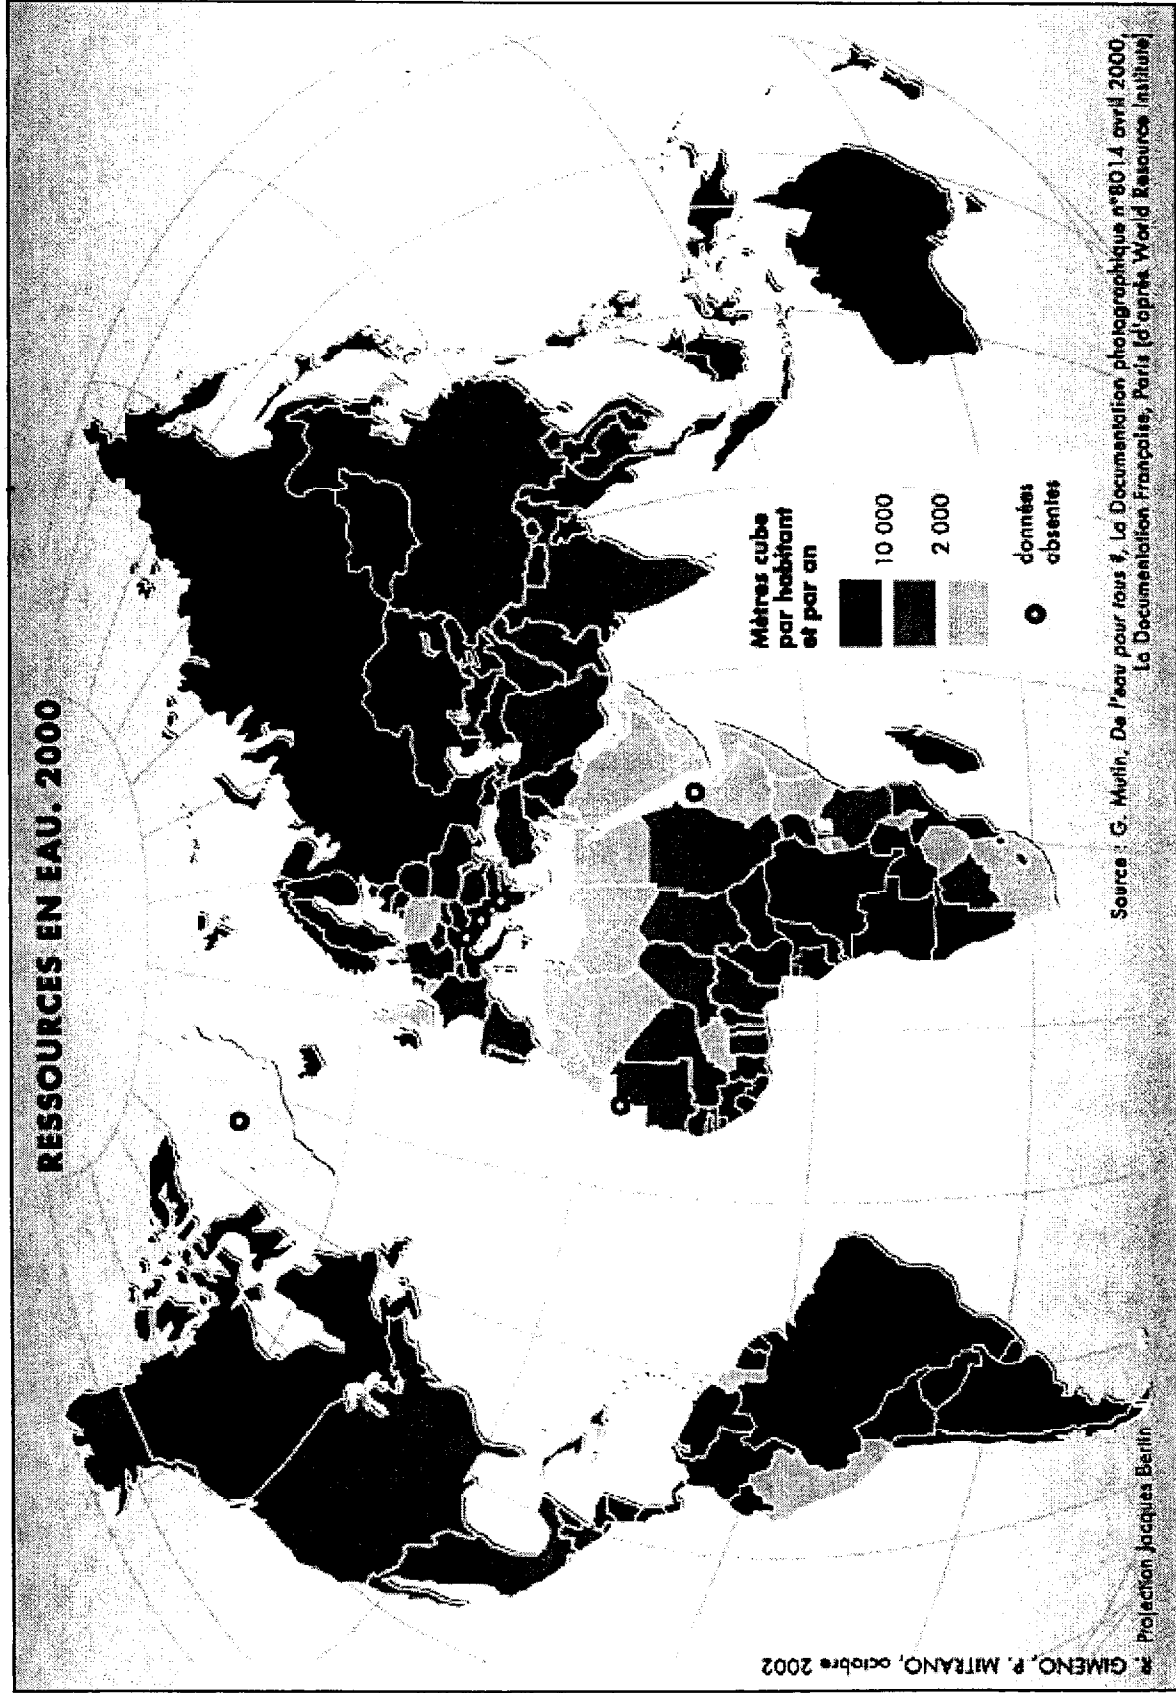 RESSOURCES EN EAU. 2000
Mètres cube
par habitant
et par an
10 000
2 000
données
absentes
Source : G. Mutin, De l'eau pour tous ?, La Documentation photographique n°8014 avril 2000,
La Documentation Française, Paris (d'après World Resource Institute)
Projection Jacques Bertin
GIMENO, P. MITRANO, octobre 2002